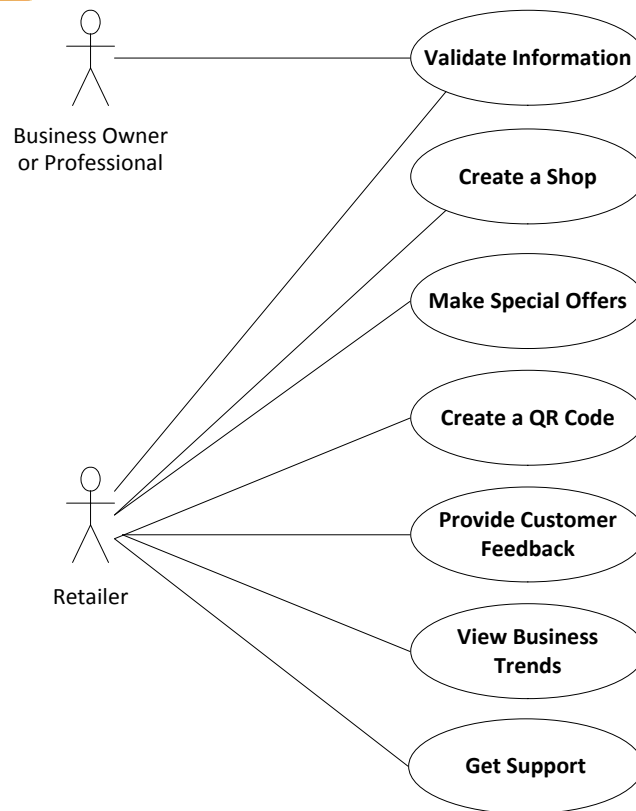 Validate Information
Business Owner
or Professional
Create a Shop
Make Special Offers
Create a QR Code
Provide Customer
Feedback
Retailer
View Business
Trends
Get Support